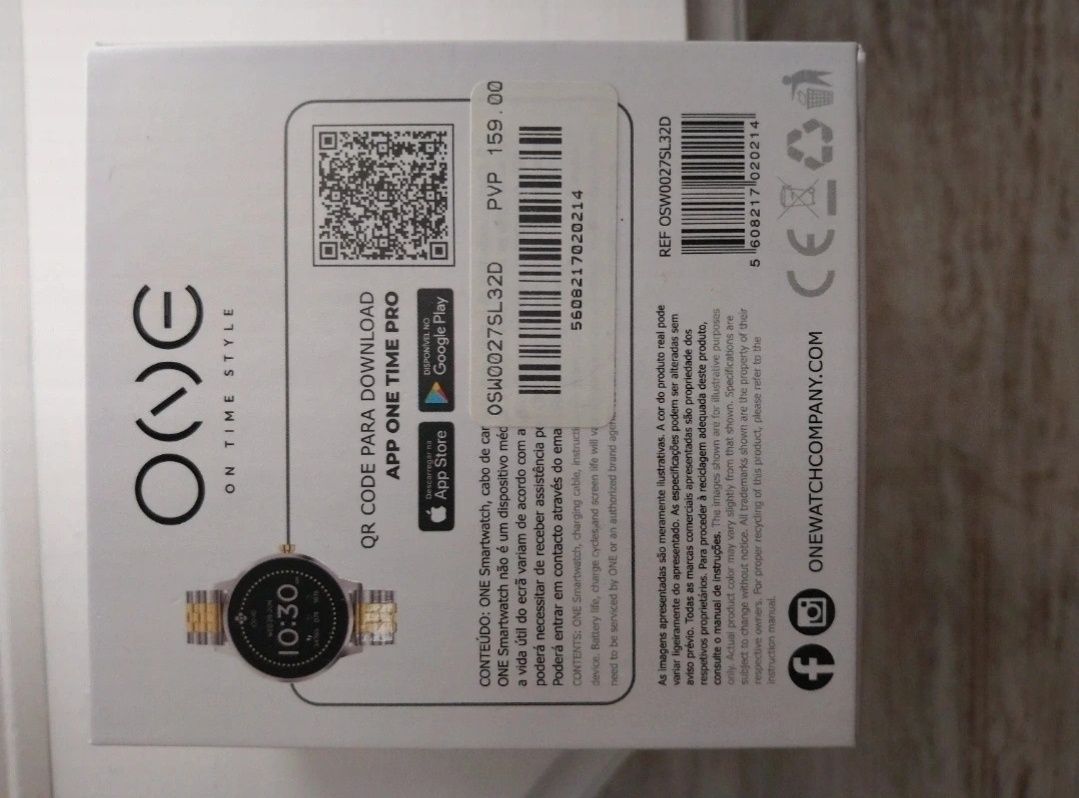 ONE
ON TIME STYLE
10:30
QR CODE PARA DOWNLOAD
APP ONE TIME PRO
Descarregar na
App Store
DISPONÍVEL NO
Google Play
OSW0027SL32D . PVP 159.00
5608217020214
CONTEÚDO: ONE Smartwatch, cabo de car
ONE Smartwatch não é um dispositivo méd
a vida útil do ecrã variam de acordo com a
poderá necessitar de receber assistência po
Poderá entrar em contacto através do ema
CONTENTS: ONE Smartwatch, charging cable, instructi
device. Battery life, charge cycles and screen life will va
need to be serviced by ONE or an authorized brand agen
As imagens apresentadas são meramente ilustrativas. A cor do produto real pode
variar ligeiramente do apresentado. As especificações podem ser alteradas sem
aviso prévio. Todas as marcas comerciais apresentadas são propriedade dos
respetivos proprietários. Para proceder à reciclagem adequada deste produto,
consulte o manual de instruções. The images shown are for illustrative purposes
only. Actual product color may vary slightly from that shown. Specifications are
subject to change without notice. All trademarks shown are the property of their
respective owners. For proper recycling of this product, please refer to the
instruction manual.
REF OSW0027SL32D
5 608217 020214
ONEWATCHCOMPANY.COM
CE